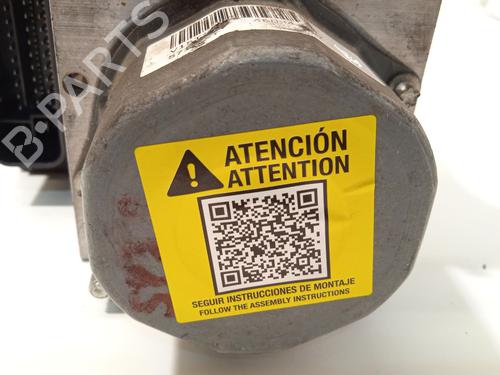 B-PARTS
ATENCIÓN
ATTENTION
SEGUIR INSTRUCCIONES DE MONTAJE
FOLLOW THE ASSEMBLY INSTRUCTIONS